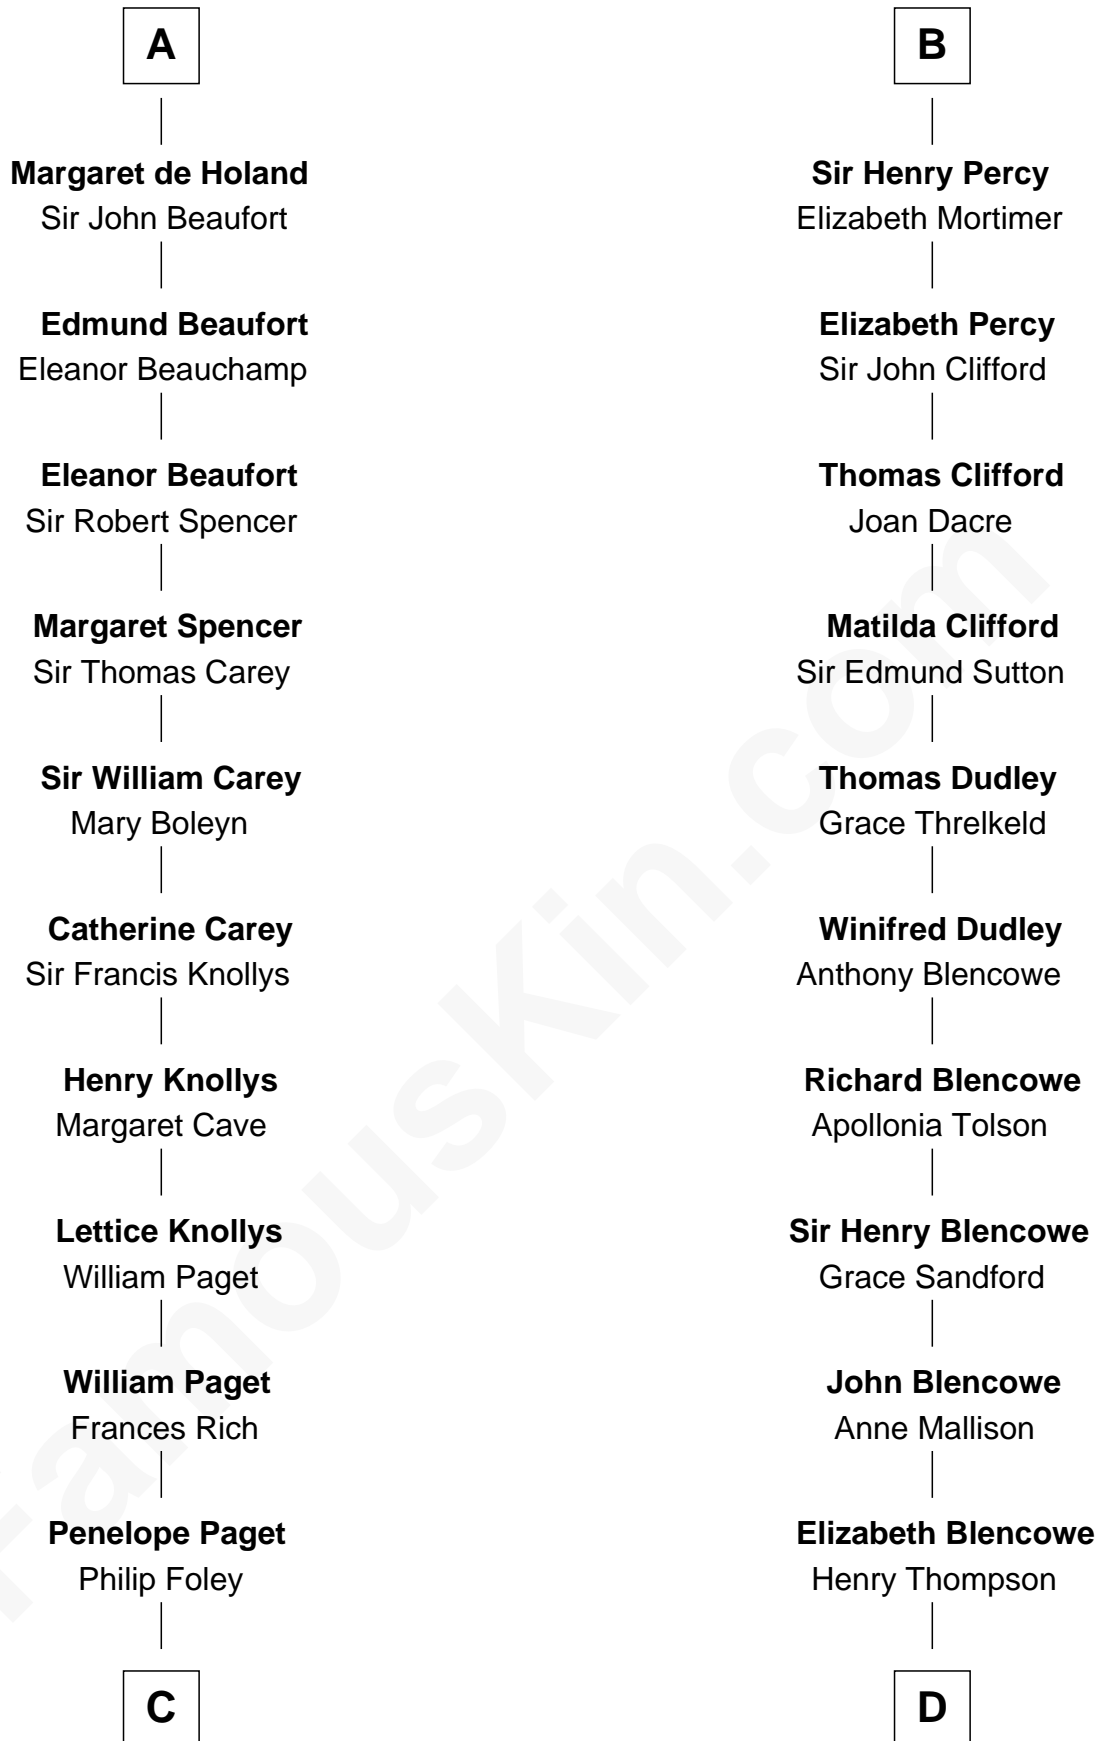 A
Margaret de Holand
Sir John Beaufort
Edmund Beaufort
Eleanor Beauchamp
Eleanor Beaufort
Sir Robert Spencer
Margaret Spencer
Sir Thomas Carey
Sir William Carey
Mary Boleyn
Catherine Carey
Sir Francis Knollys
Henry Knollys
Margaret Cave
Lettice Knollys
William Paget
William Paget
Frances Rich
Penelope Paget
Philip Foley
C
B
Sir Henry Percy
Elizabeth Mortimer
Elizabeth Percy
Sir John Clifford
Thomas Clifford
Joan Dacre
Matilda Clifford
Sir Edmund Sutton
Thomas Dudley
Grace Threlkeld
Winifred Dudley
Anthony Blencowe
Richard Blencowe
Apollonia Tolson
Sir Henry Blencowe
Grace Sandford
John Blencowe
Anne Mallison
Elizabeth Blencowe
Henry Thompson
D
FamousKin.com